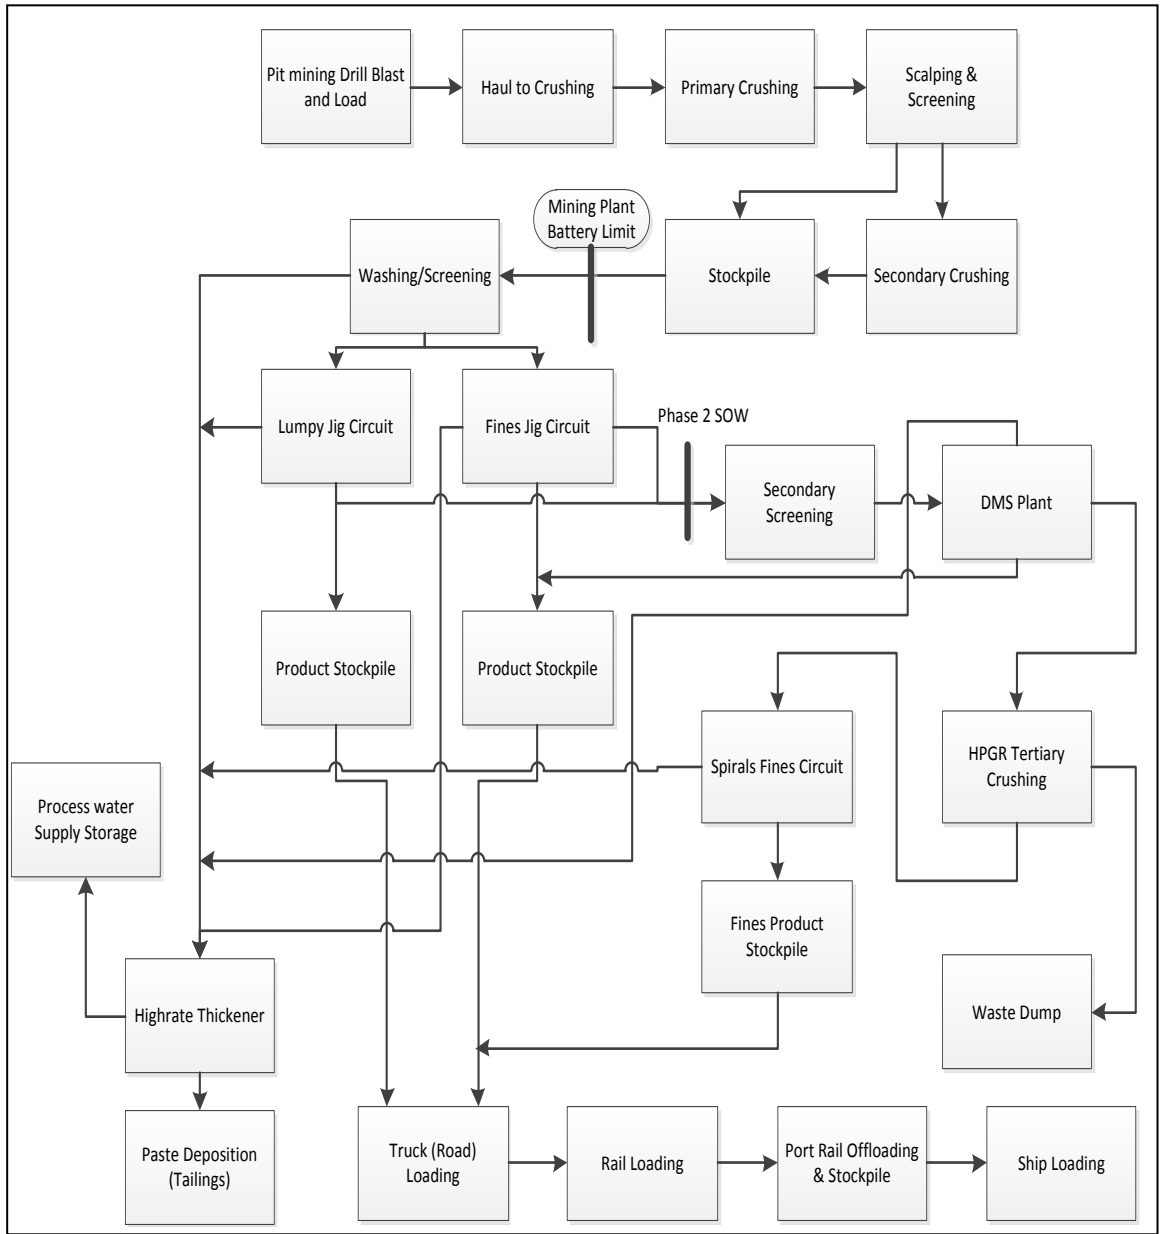 Pit mining Drill Blast
and Load
Haul to Crushing
Primary Crushing
Scalping &
Screening
Mining Plant
Battery Limit
Washing/Screening
Stockpile
Secondary Crushing
Lumpy Jig Circuit
Fines Jig Circuit
Phase 2 SOW
Secondary
Screening
DMS Plant
Product Stockpile
Product Stockpile
Spirals Fines Circuit
HPGR Tertiary
Crushing
Process water
Supply Storage
Fines Product
Stockpile
Highrate Thickener
Waste Dump
Paste Deposition
(Tailings)
Truck (Road)
Loading
Rail Loading
Port Rail Offloading
& Stockpile
Ship Loading